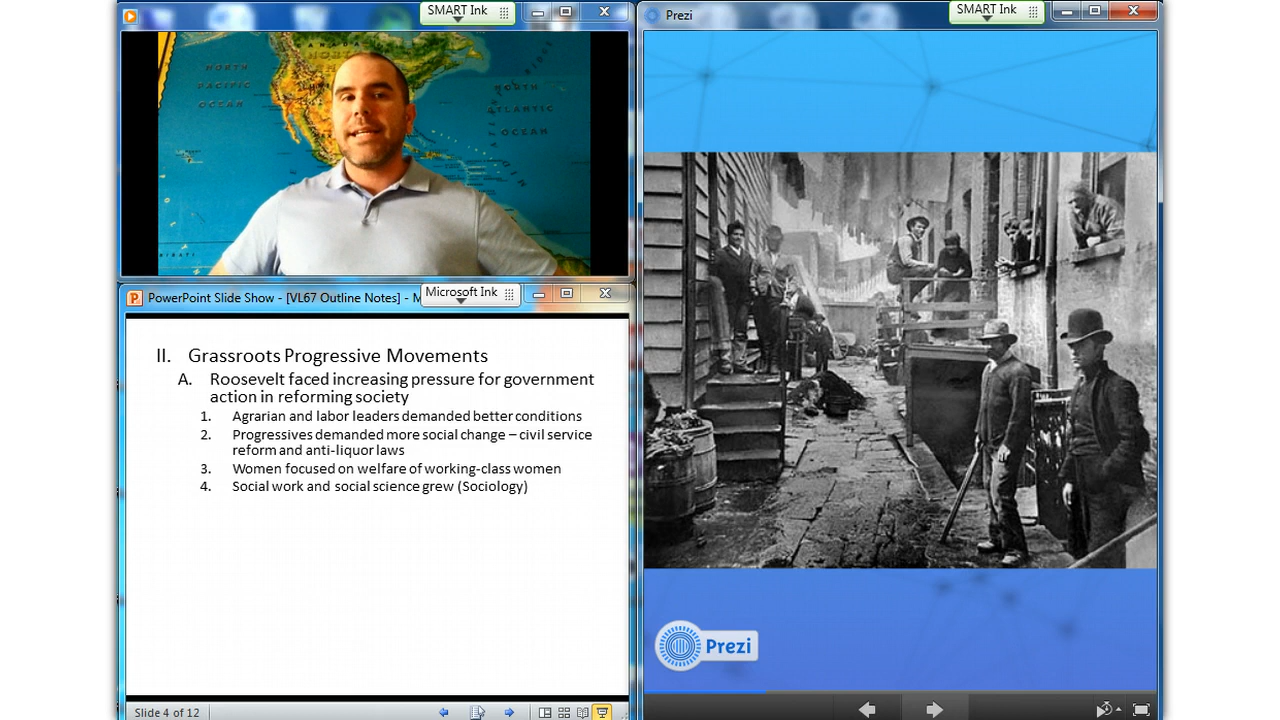 SMART Ink
CANADA
NORTH
PACIFIC
OCEAN
NORTH
SOUTH
ATLANTIC
OCEAN
PowerPoint Slide Show - [VL67 Outline Notes] - M
Microsoft Ink
II. Grassroots Progressive Movements
A. Roosevelt faced increasing pressure for government
action in reforming society
1. Agrarian and labor leaders demanded better conditions
2. Progressives demanded more social change – civil service
reform and anti-liquor laws
3. Women focused on welfare of working-class women
4. Social work and social science grew (Sociology)
Slide 4 of 12
Prezi
SMART Ink
Prezi